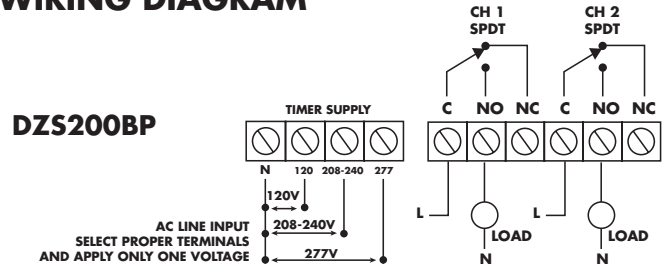 WIRING DIAGRAM
CH 1 CH 2
SPDT SPDT
DZS200BP
TIMER SUPPLY
C NO NC C NO NC
N 120 208-240 277
120V
AC LINE INPUT 208-240V
SELECT PROPER TERMINALS
AND APPLY ONLY ONE VOLTAGE 277V
L L
LOAD LOAD
N N